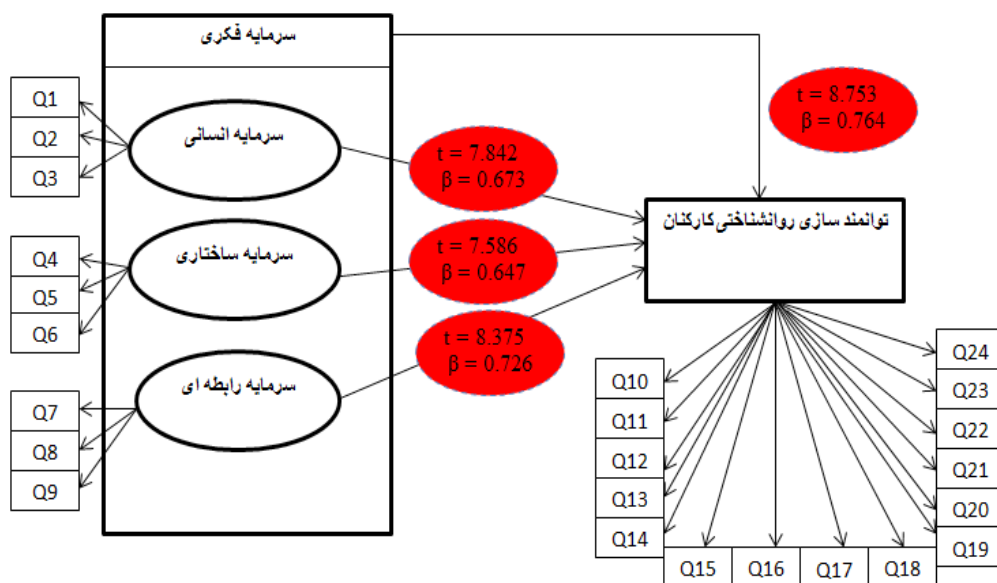 سرمایه فکری
t = 8.753
β = 0.764
Q1
Q2
Q3
سرمایه انسانی
t = 7.842
β = 0.673
توانمند سازی روانشناختی کارکنان
Q4
Q5
Q6
سرمایه ساختاری
t = 7.586
β = 0.647
Q7
Q8
Q9
سرمایه رابطه ای
t = 8.375
β = 0.726
Q10
Q11
Q12
Q13
Q14
Q15
Q16
Q17
Q18
Q24
Q23
Q22
Q21
Q20
Q19